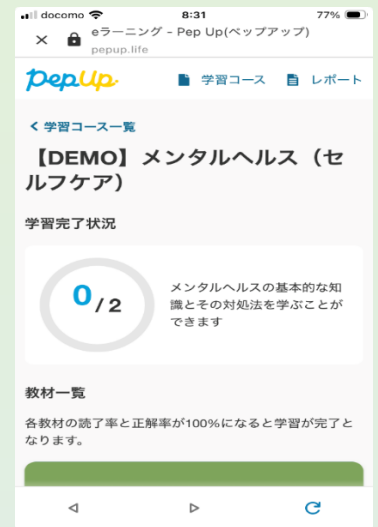 docomo 8:31 77%
eラーニング - Pep Up(ペップアップ)
pepup.life
PepUp 学習コース レポート
学習コース一覧
【DEMO】メンタルヘルス（セ
ルフケア）
学習完了状況
0/2
メンタルヘルスの基本的な知
識とその対処法を学ぶことが
できます
教材一覧
各教材の読了率と正解率が100%になると学習が完了と
なります。